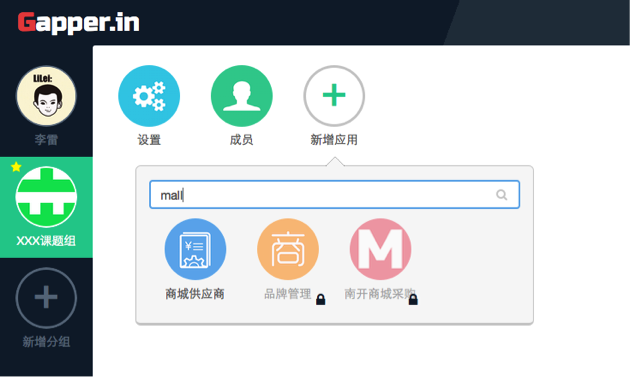 Gapper.in
LiLei:
李雷
XXX课题组
新增分组
设置
成员
新增应用
mall
商城供应商
品牌管理
M
南开商城采购